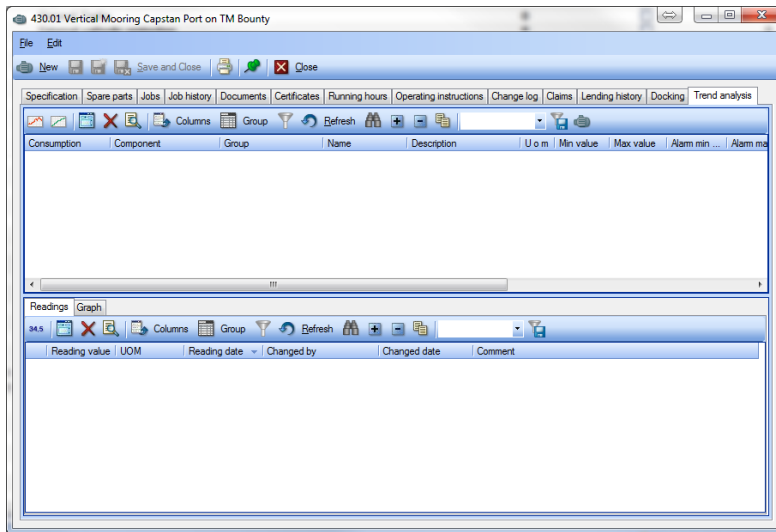 430.01 Vertical Mooring Capstan Port on TM Bounty
File Edit
New Save and Close Close
Specification Spare parts Jobs Job history Documents Certificates Running hours Operating instructions Change log Claims Lending history Docking Trend analysis
Columns Group Refresh
Consumption Component Group Name Description U o m Min value Max value Alarm min ... Alarm ma
Readings Graph
34,5 Columns Group Refresh
Reading value UOM Reading date Changed by Changed date Comment